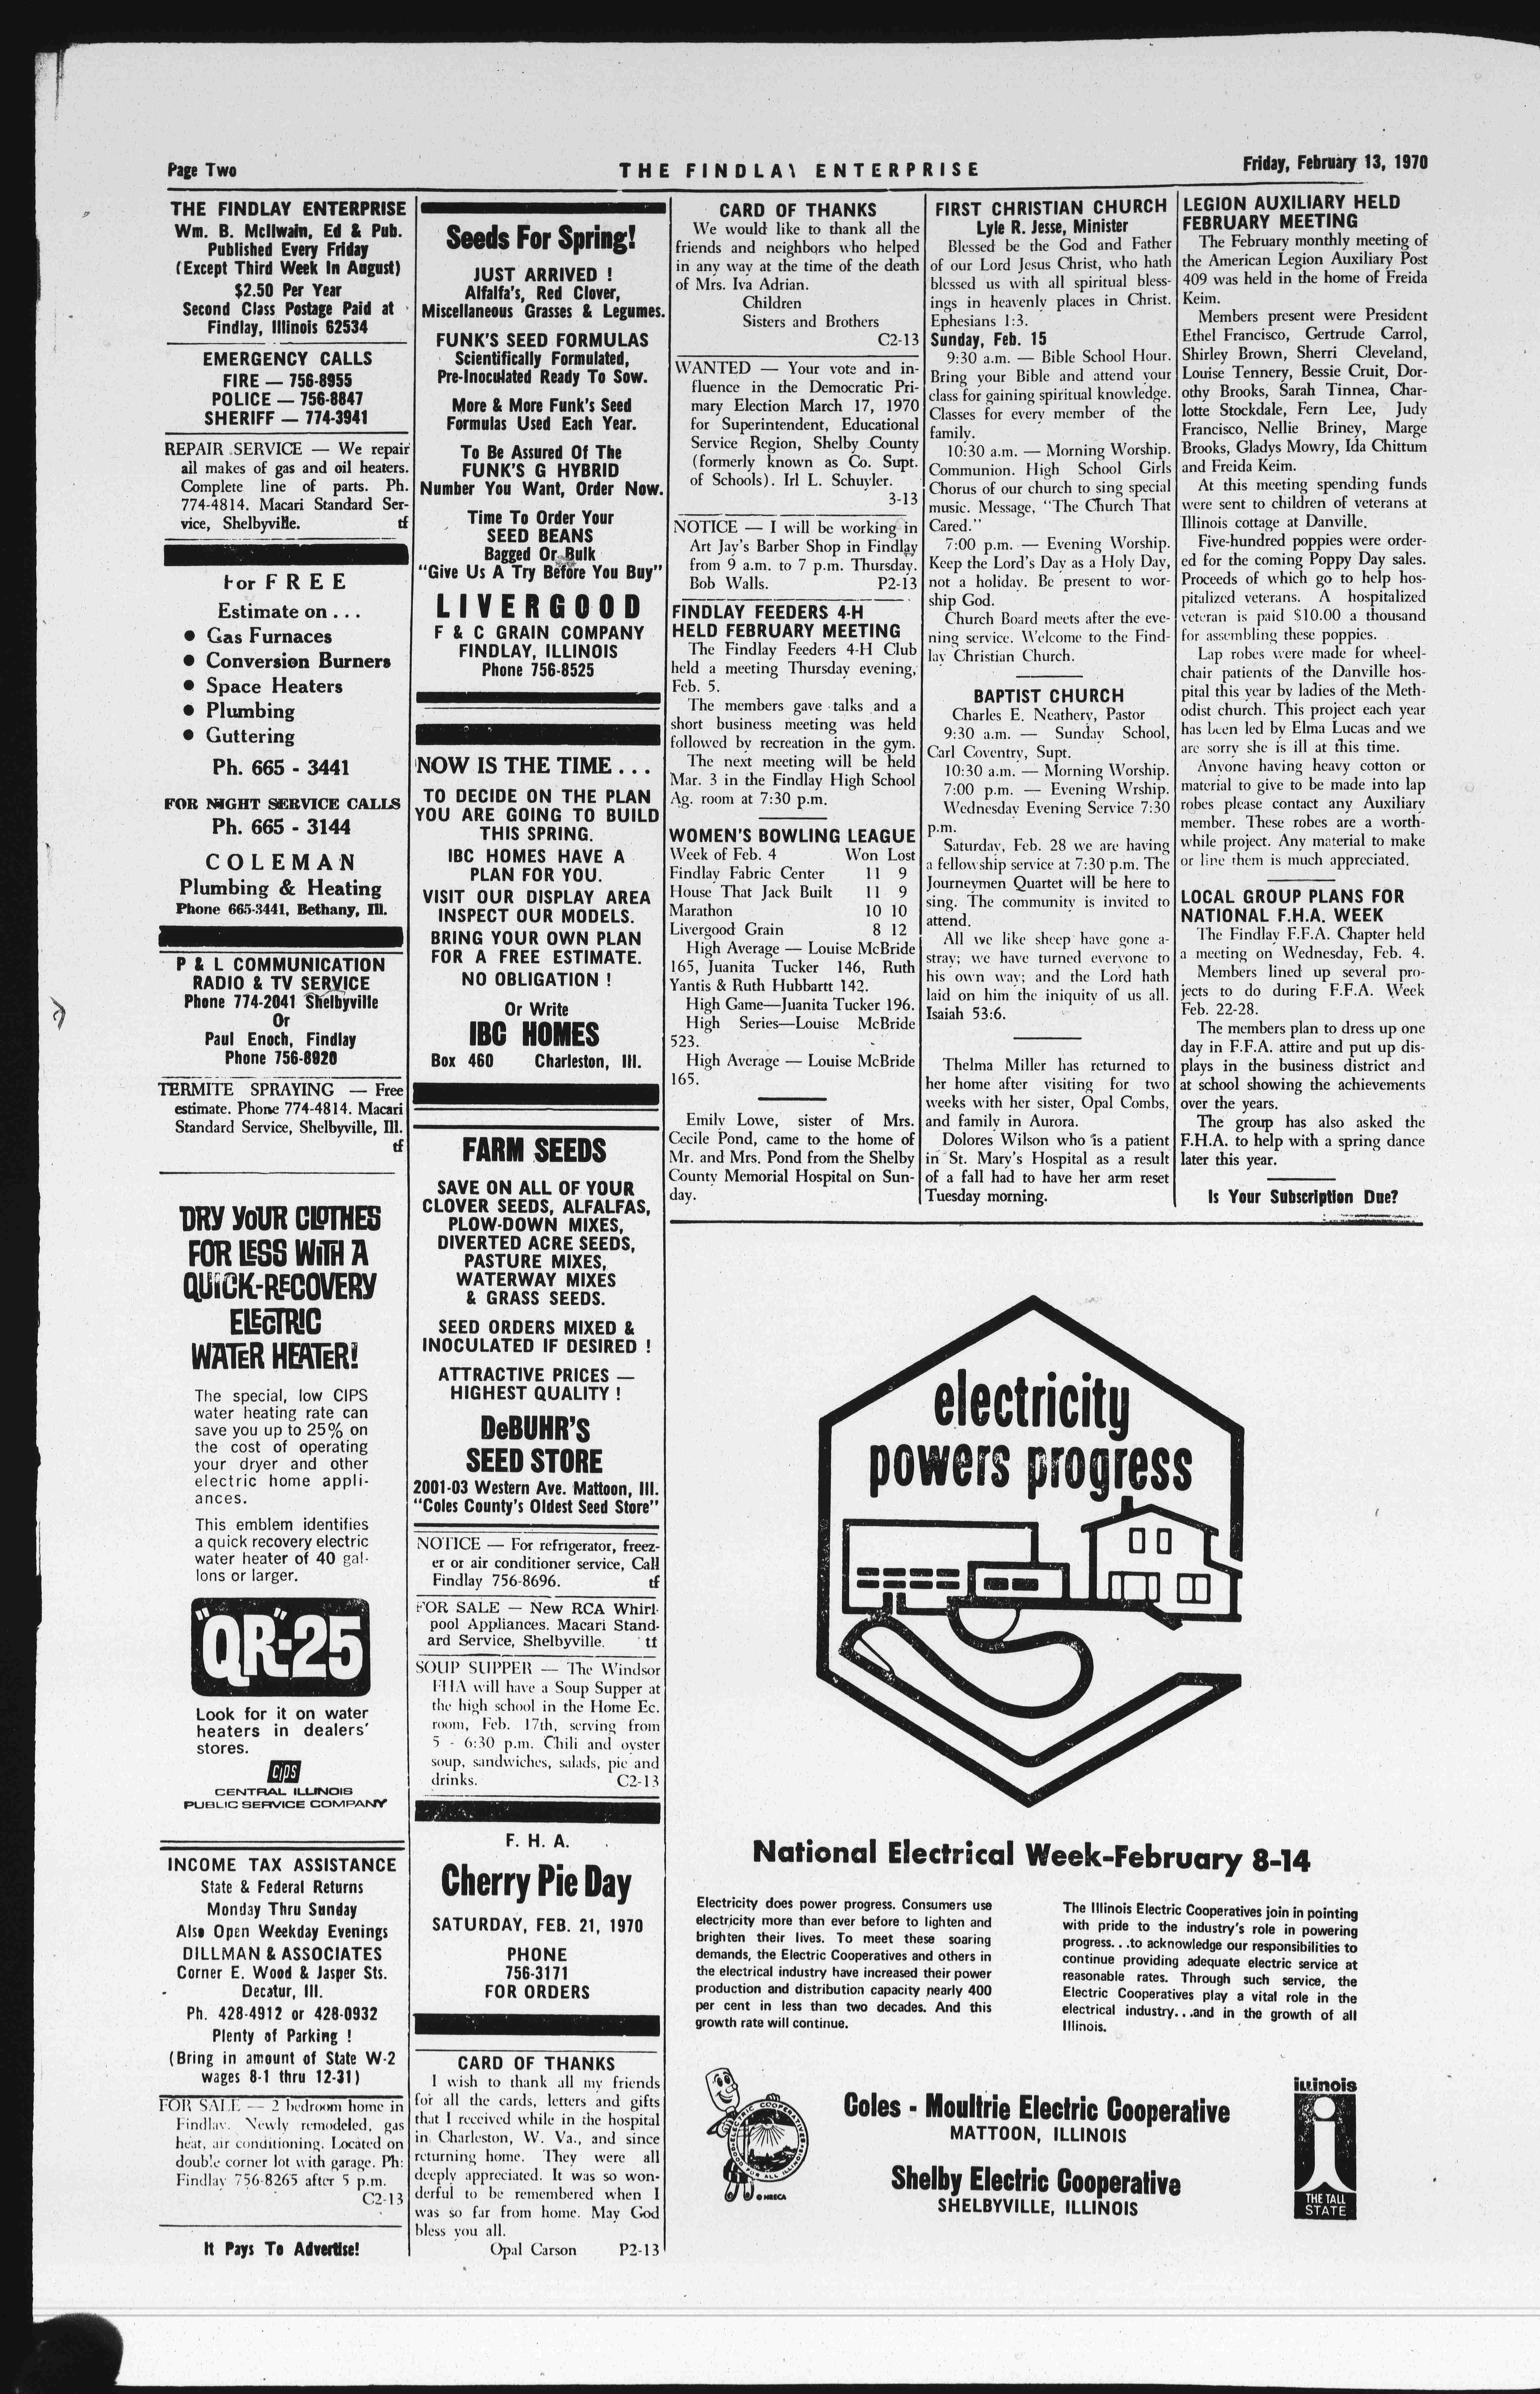 Page Two
THE FINDLAY ENTERPRISE
Friday, February 13, 1970
THE FINDLAY ENTERPRISE
Wm. B. McIlwain, Ed & Pub.
Published Every Friday
(Except Third Week In August)
$2.50 Per Year
Second Class Postage Paid at
Findlay, Illinois 62534
EMERGENCY CALLS
FIRE — 756-8955
POLICE — 756-8847
SHERIFF — 774-3941
REPAIR SERVICE — We repair
all makes of gas and oil heaters.
Complete line of parts. Ph.
774-4814. Macari Standard Ser-
vice, Shelbyville. tf
For FREE
Estimate on . . .
● Gas Furnaces
● Conversion Burners
● Space Heaters
● Plumbing
● Guttering
Ph. 665 - 3441
FOR NIGHT SERVICE CALLS
Ph. 665 - 3144
COLEMAN
Plumbing & Heating
Phone 665-3441, Bethany, Ill.
P & L COMMUNICATION
RADIO & TV SERVICE
Phone 774-2041 Shelbyville
Or
Paul Enoch, Findlay
Phone 756-8920
TERMITE SPRAYING — Free
estimate. Phone 774-4814. Macari
Standard Service, Shelbyville, Ill.
tf
DRY YOUR CLOTHES
FOR LESS WITH A
QUICK-RECOVERY
ELECTRIC
WATER HEATER!
The special, low CIPS
water heating rate can
save you up to 25% on
the cost of operating
your dryer and other
electric home appli-
ances.
This emblem identifies
a quick recovery electric
water heater of 40 gal-
lons or larger.
"QR"-25
Look for it on water
heaters in dealers'
stores.
CIPS
CENTRAL ILLINOIS
PUBLIC SERVICE COMPANY
INCOME TAX ASSISTANCE
State & Federal Returns
Monday Thru Sunday
Also Open Weekday Evenings
DILLMAN & ASSOCIATES
Corner E. Wood & Jasper Sts.
Decatur, Ill.
Ph. 428-4912 or 428-0932
Plenty of Parking !
(Bring in amount of State W-2
wages 8-1 thru 12-31)
FOR SALE — 2 bedroom home in
Findlay. Newly remodeled, gas
heat, air conditioning. Located on
double corner lot with garage. Ph:
Findlay 756-8265 after 5 p.m.
C2-13
It Pays To Advertise!
Seeds For Spring!
JUST ARRIVED !
Alfalfa's, Red Clover,
Miscellaneous Grasses & Legumes.
FUNK'S SEED FORMULAS
Scientifically Formulated,
Pre-Inoculated Ready To Sow.
More & More Funk's Seed
Formulas Used Each Year.
To Be Assured Of The
FUNK'S G HYBRID
Number You Want, Order Now.
Time To Order Your
SEED BEANS
Bagged Or Bulk
"Give Us A Try Before You Buy"
LIVERGOOD
F & C GRAIN COMPANY
FINDLAY, ILLINOIS
Phone 756-8525
NOW IS THE TIME . . .
TO DECIDE ON THE PLAN
YOU ARE GOING TO BUILD
THIS SPRING.
IBC HOMES HAVE A
PLAN FOR YOU.
VISIT OUR DISPLAY AREA
INSPECT OUR MODELS.
BRING YOUR OWN PLAN
FOR A FREE ESTIMATE.
NO OBLIGATION !
Or Write
IBC HOMES
Box 460 Charleston, Ill.
FARM SEEDS
SAVE ON ALL OF YOUR
CLOVER SEEDS, ALFALFAS,
PLOW-DOWN MIXES,
DIVERTED ACRE SEEDS,
PASTURE MIXES,
WATERWAY MIXES
& GRASS SEEDS.
SEED ORDERS MIXED &
INOCULATED IF DESIRED !
ATTRACTIVE PRICES —
HIGHEST QUALITY !
DeBUHR'S
SEED STORE
2001-03 Western Ave. Mattoon, Ill.
"Coles County's Oldest Seed Store"
NOTICE — For refrigerator, freez-
er or air conditioner service, Call
Findlay 756-8696. tf
FOR SALE — New RCA Whirl-
pool Appliances. Macari Stand-
ard Service, Shelbyville. tf
SOUP SUPPER — The Windsor
FHA will have a Soup Supper at
the high school in the Home Ec.
room, Feb. 17th, serving from
5 - 6:30 p.m. Chili and oyster
soup, sandwiches, salads, pie and
drinks. C2-13
F. H. A.
Cherry Pie Day
SATURDAY, FEB. 21, 1970
PHONE
756-3171
FOR ORDERS
CARD OF THANKS
I wish to thank all my friends
for all the cards, letters and gifts
that I received while in the hospital
in Charleston, W. Va., and since
returning home. They were all
deeply appreciated. It was so won-
derful to be remembered when I
was so far from home. May God
bless you all.
Opal Carson P2-13
CARD OF THANKS
We would like to thank all the
friends and neighbors who helped
in any way at the time of the death
of Mrs. Iva Adrian.
Children
Sisters and Brothers
C2-13
WANTED — Your vote and in-
fluence in the Democratic Pri-
mary Election March 17, 1970
for Superintendent, Educational
Service Region, Shelby County
(formerly known as Co. Supt.
of Schools). Irl L. Schuyler.
3-13
NOTICE — I will be working in
Art Jay's Barber Shop in Findlay
from 9 a.m. to 7 p.m. Thursday.
Bob Walls. P2-13
FINDLAY FEEDERS 4-H
HELD FEBRUARY MEETING
The Findlay Feeders 4-H Club
held a meeting Thursday evening,
Feb. 5.
The members gave talks and a
short business meeting was held
followed by recreation in the gym.
The next meeting will be held
Mar. 3 in the Findlay High School
Ag. room at 7:30 p.m.
WOMEN'S BOWLING LEAGUE
Week of Feb. 4 Won Lost
Findlay Fabric Center 11 9
House That Jack Built 11 9
Marathon 10 10
Livergood Grain 8 12
High Average — Louise McBride
165, Juanita Tucker 146, Ruth
Yantis & Ruth Hubbartt 142.
High Game—Juanita Tucker 196.
High Series—Louise McBride
523.
High Average — Louise McBride
165.
Emily Lowe, sister of Mrs.
Cecile Pond, came to the home of
Mr. and Mrs. Pond from the Shelby
County Memorial Hospital on Sun-
day.
FIRST CHRISTIAN CHURCH
Lyle R. Jesse, Minister
Blessed be the God and Father
of our Lord Jesus Christ, who hath
blessed us with all spiritual bless-
ings in heavenly places in Christ.
Ephesians 1:3.
Sunday, Feb. 15
9:30 a.m. — Bible School Hour.
Bring your Bible and attend your
class for gaining spiritual knowledge.
Classes for every member of the
family.
10:30 a.m. — Morning Worship.
Communion. High School Girls
Chorus of our church to sing special
music. Message, "The Church That
Cared."
7:00 p.m. — Evening Worship.
Keep the Lord's Day as a Holy Day,
not a holiday. Be present to wor-
ship God.
Church Board meets after the eve-
ning service. Welcome to the Find-
lay Christian Church.
BAPTIST CHURCH
Charles E. Neathery, Pastor
9:30 a.m. — Sunday School,
Carl Coventry, Supt.
10:30 a.m. — Morning Worship.
7:00 p.m. — Evening Wrship.
Wednesday Evening Service 7:30
p.m.
Saturday, Feb. 28 we are having
a fellowship service at 7:30 p.m. The
Journeymen Quartet will be here to
sing. The community is invited to
attend.
All we like sheep have gone a-
stray; we have turned everyone to
his own way; and the Lord hath
laid on him the iniquity of us all.
Isaiah 53:6.
Thelma Miller has returned to
her home after visiting for two
weeks with her sister, Opal Combs,
and family in Aurora.
Dolores Wilson who is a patient
in St. Mary's Hospital as a result
of a fall had to have her arm reset
Tuesday morning.
LEGION AUXILIARY HELD
FEBRUARY MEETING
The February monthly meeting of
the American Legion Auxiliary Post
409 was held in the home of Freida
Keim.
Members present were President
Ethel Francisco, Gertrude Carrol,
Shirley Brown, Sherri Cleveland,
Louise Tennery, Bessie Cruit, Dor-
othy Brooks, Sarah Tinnea, Char-
lotte Stockdale, Fern Lee, Judy
Francisco, Nellie Briney, Marge
Brooks, Gladys Mowry, Ida Chittum
and Freida Keim.
At this meeting spending funds
were sent to children of veterans at
Illinois cottage at Danville.
Five-hundred poppies were order-
ed for the coming Poppy Day sales.
Proceeds of which go to help hos-
pitalized veterans. A hospitalized
veteran is paid $10.00 a thousand
for assembling these poppies.
Lap robes were made for wheel-
chair patients of the Danville hos-
pital this year by ladies of the Meth-
odist church. This project each year
has been led by Elma Lucas and we
are sorry she is ill at this time.
Anyone having heavy cotton or
material to give to be made into lap
robes please contact any Auxiliary
member. These robes are a worth-
while project. Any material to make
or line them is much appreciated.
LOCAL GROUP PLANS FOR
NATIONAL F.H.A. WEEK
The Findlay F.F.A. Chapter held
a meeting on Wednesday, Feb. 4.
Members lined up several pro-
jects to do during F.F.A. Week
Feb. 22-28.
The members plan to dress up one
day in F.F.A. attire and put up dis-
plays in the business district and
at school showing the achievements
over the years.
The group has also asked the
F.H.A. to help with a spring dance
later this year.
Is Your Subscription Due?
electricity
powers progress
National Electrical Week-February 8-14
Electricity does power progress. Consumers use
electricity more than ever before to lighten and
brighten their lives. To meet these soaring
demands, the Electric Cooperatives and others in
the electrical industry have increased their power
production and distribution capacity nearly 400
per cent in less than two decades. And this
growth rate will continue.
The Illinois Electric Cooperatives join in pointing
with pride to the industry's role in powering
progress. . .to acknowledge our responsibilities to
continue providing adequate electric service at
reasonable rates. Through such service, the
Electric Cooperatives play a vital role in the
electrical industry. . .and in the growth of all
Illinois.
ELECTRIC COOPERATIVES
GOOD FOR ALL ILLINOIS
© NRECA
Coles - Moultrie Electric Cooperative
MATTOON, ILLINOIS
Shelby Electric Cooperative
SHELBYVILLE, ILLINOIS
illinois
THE TALL
STATE